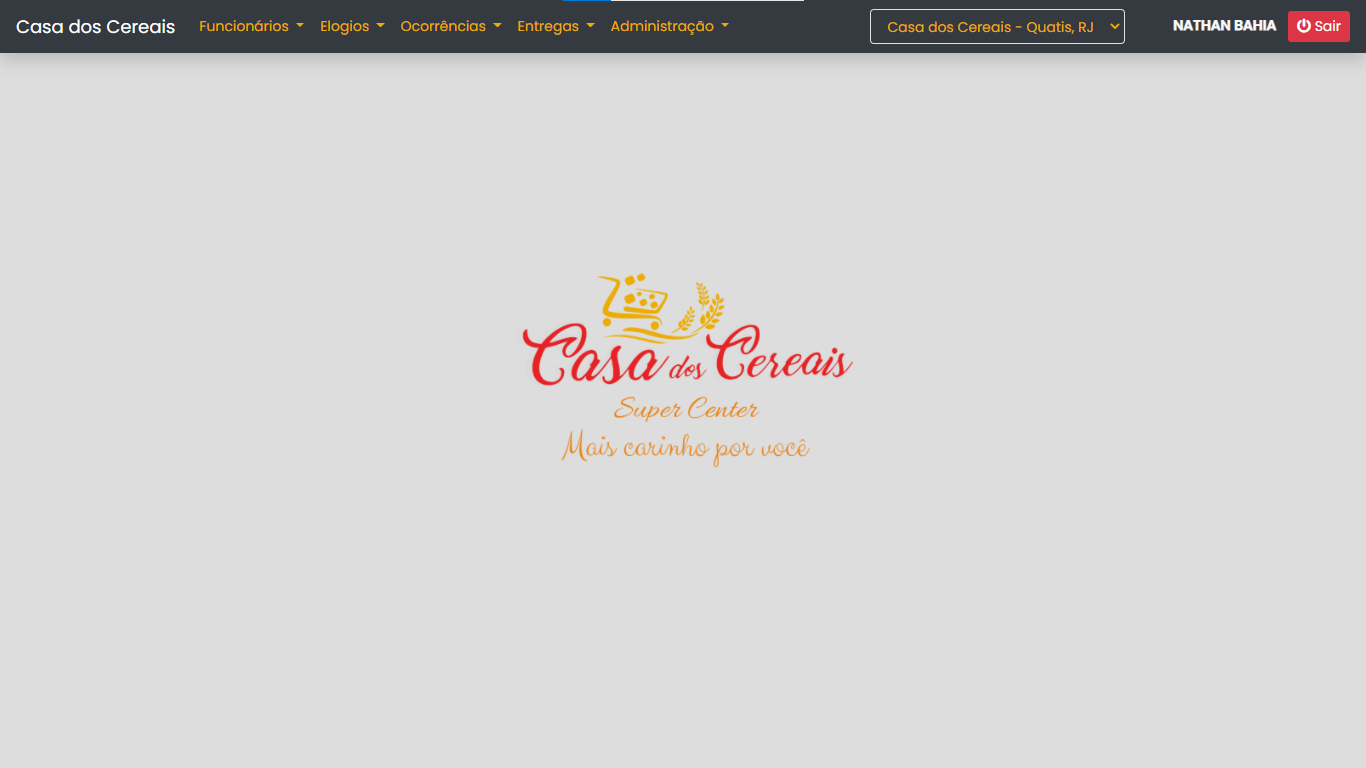 Casa dos Cereais Funcionários Elogios Ocorrências Entregas Administração Casa dos Cereais - Quatis, RJ NATHAN BAHIA Sair
Casa dos Cereais
Super Center
Mais carinho por você